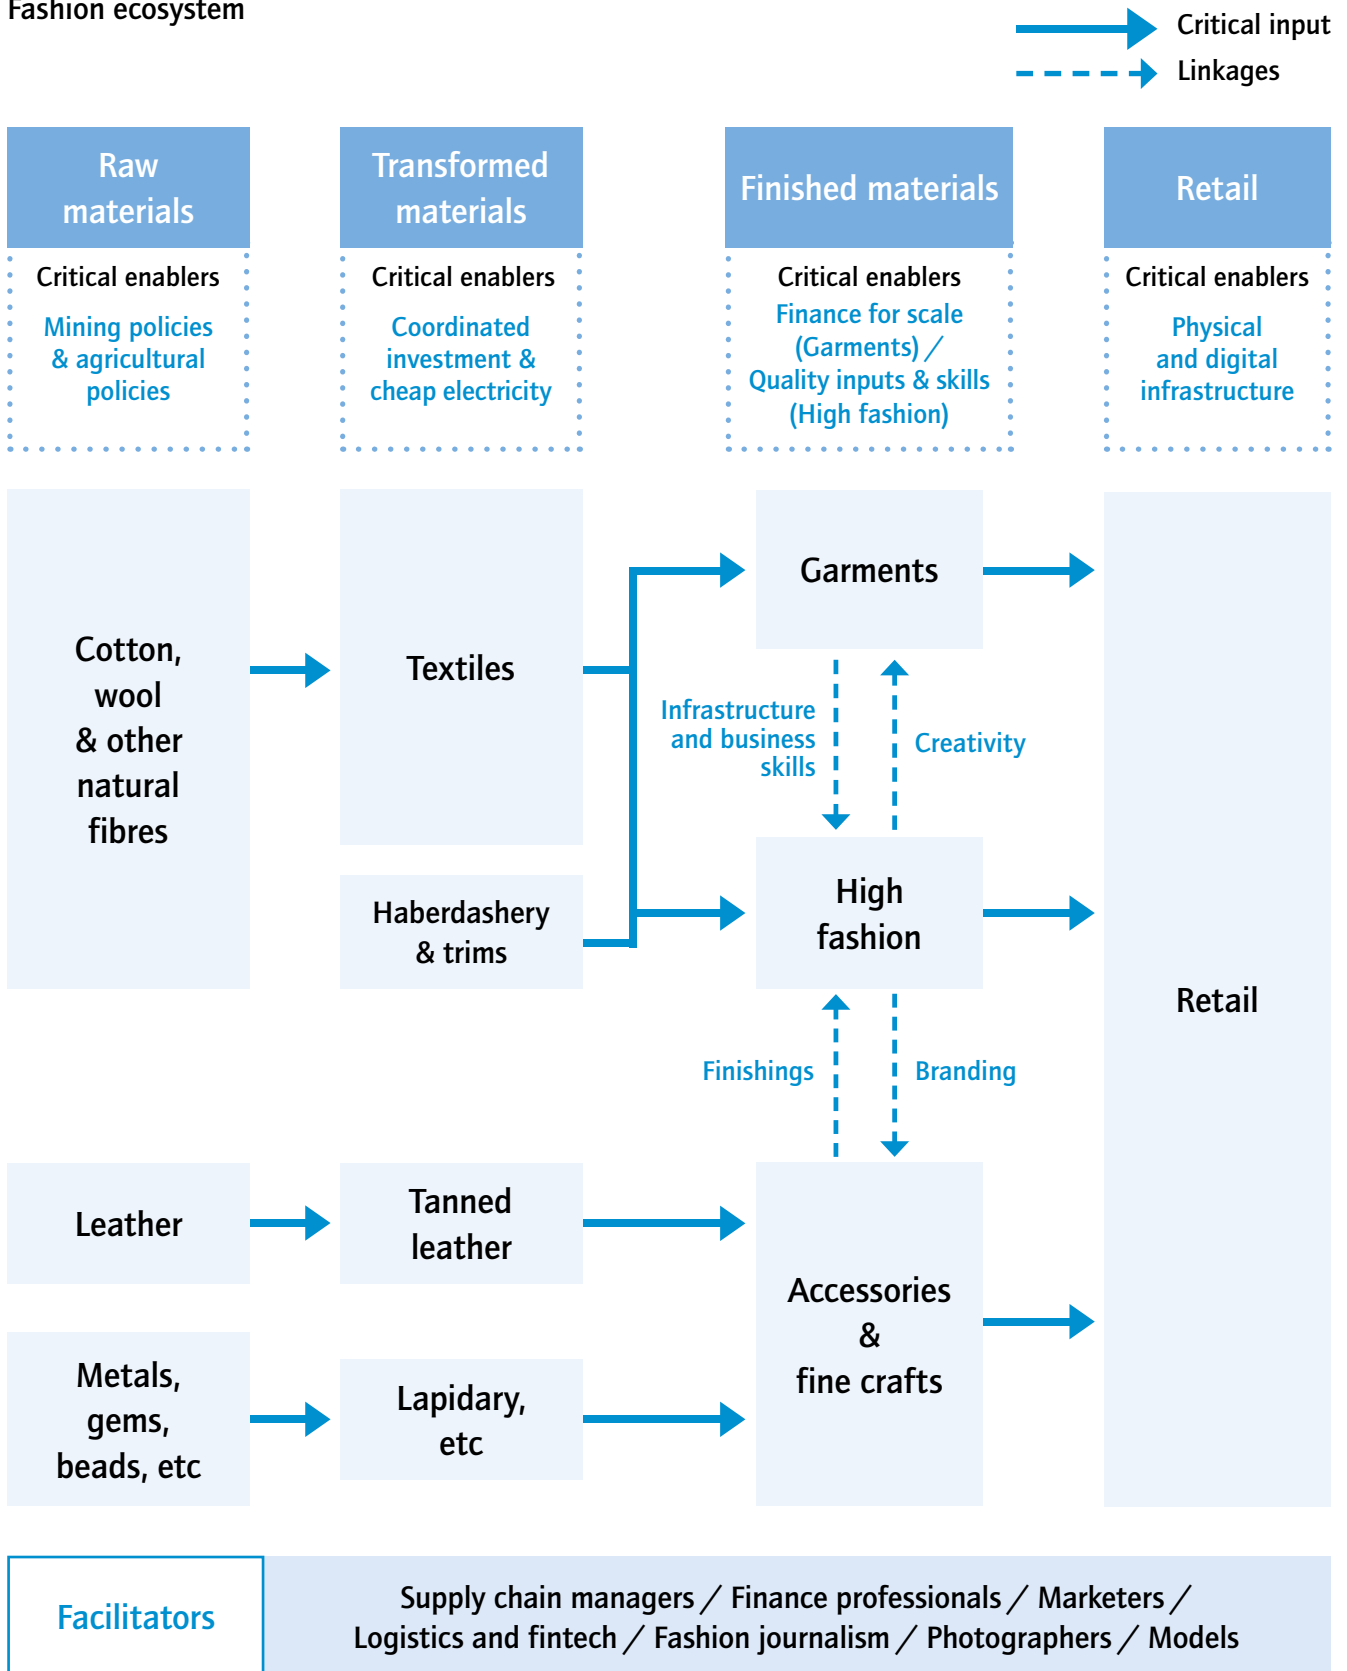 Fashion ecosystem
Critical input
Linkages
Raw
materials
Transformed
materials
Finished materials
Retail
Critical enablers
Mining policies
& agricultural
policies
Critical enablers
Coordinated
investment &
cheap electricity
Critical enablers
Finance for scale
(Garments) /
Quality inputs & skills
(High fashion)
Critical enablers
Physical
and digital
infrastructure
Cotton,
wool
& other
natural
fibres
Textiles
Haberdashery
& trims
Garments
Infrastructure
and business
skills
Creativity
High
fashion
Finishings
Branding
Retail
Leather
Tanned
leather
Accessories
&
fine crafts
Metals,
gems,
beads, etc
Lapidary,
etc
Facilitators
Supply chain managers / Finance professionals / Marketers /
Logistics and fintech / Fashion journalism / Photographers / Models